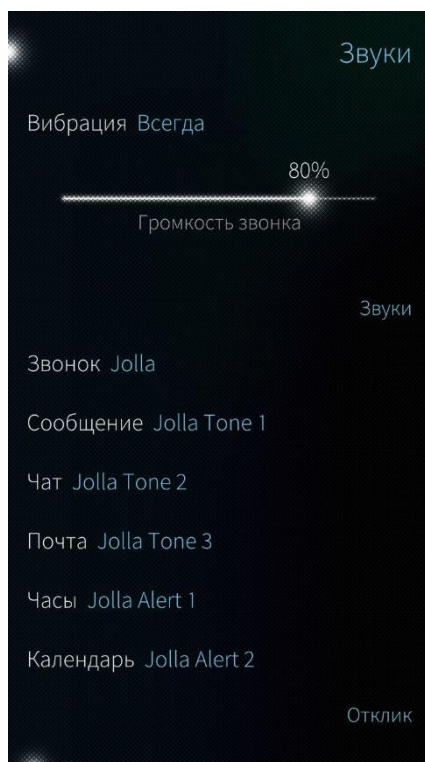 Звуки
Вибрация Всегда
80%
Громкость звонка
Звуки
Звонок Jolla
Сообщение Jolla Tone 1
Чат Jolla Tone 2
Почта Jolla Tone 3
Часы Jolla Alert 1
Календарь Jolla Alert 2
Отклик